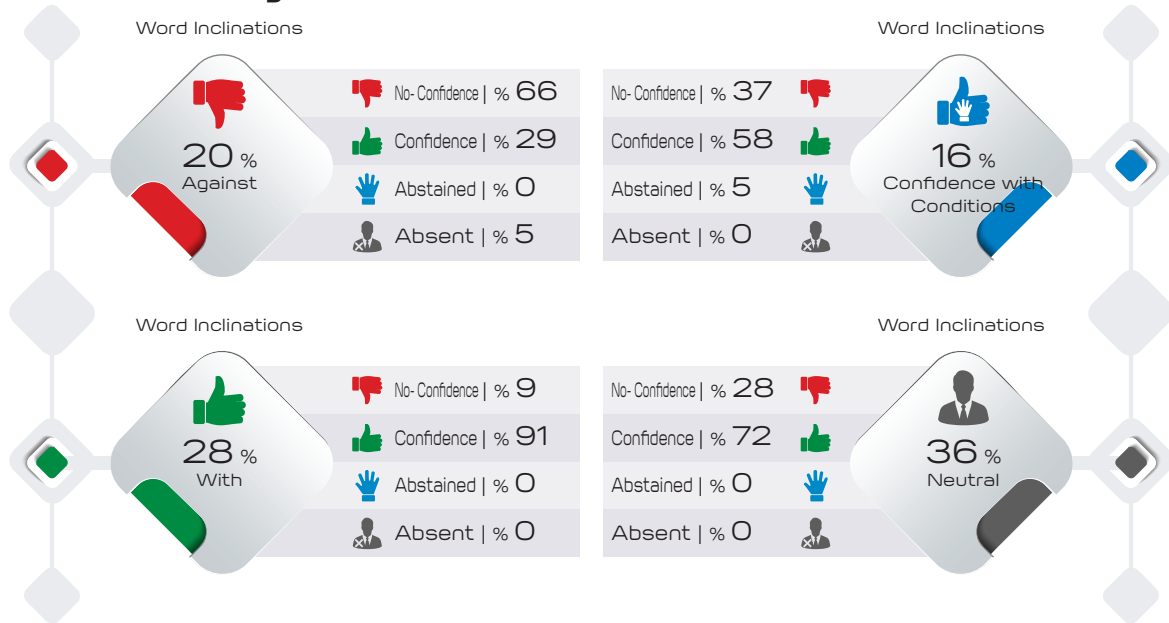 Word Inclinations
20 %
Against
No- Confidence | % 66
Confidence | % 29
Abstained | % 0
Absent | % 5
Word Inclinations
16 %
Confidence with
Conditions
No- Confidence | % 37
Confidence | % 58
Abstained | % 5
Absent | % 0
Word Inclinations
28 %
With
No- Confidence | % 9
Confidence | % 91
Abstained | % 0
Absent | % 0
Word Inclinations
36 %
Neutral
No- Confidence | % 28
Confidence | % 72
Abstained | % 0
Absent | % 0